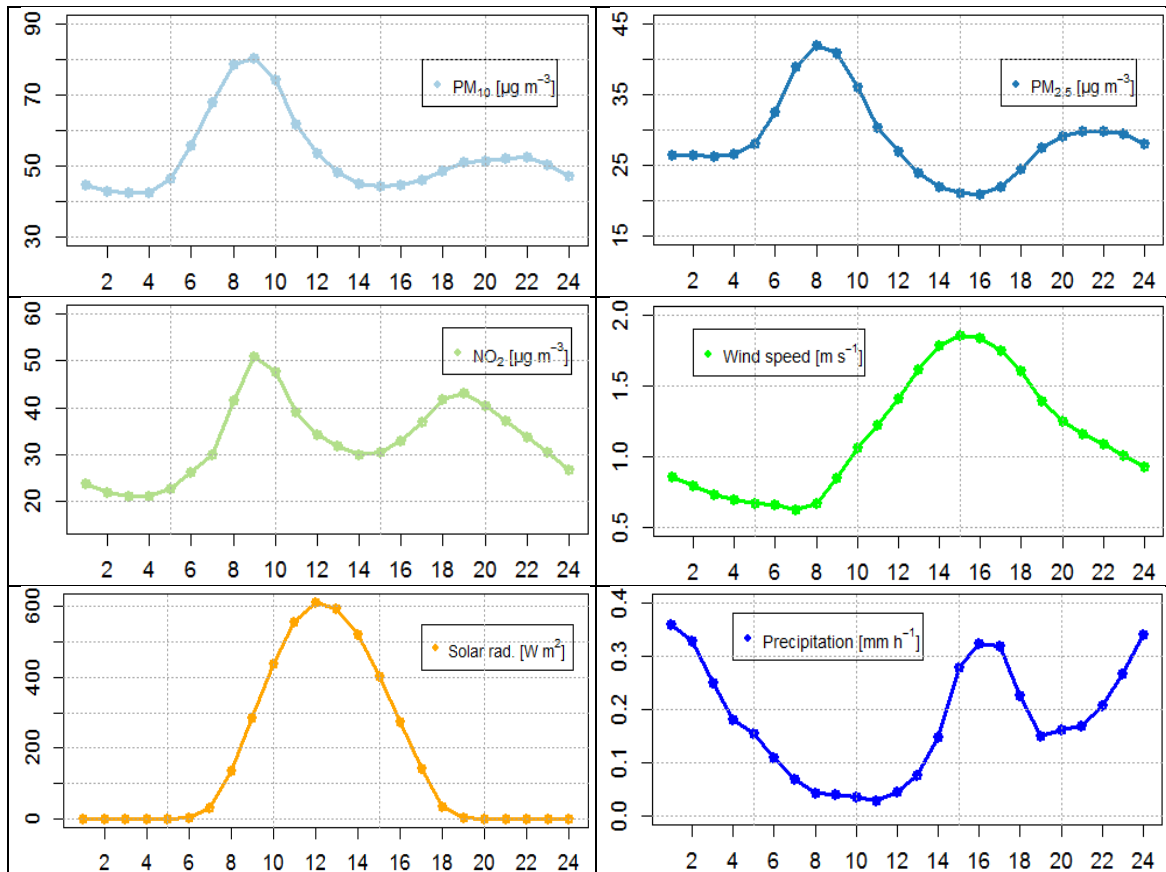 90
70
50
30
PM₁₀ [µg m⁻³]
2 4 6 8 10 12 14 16 18 20 22 24
45
35
25
15
PM₂.₅ [µg m⁻³]
2 4 6 8 10 12 14 16 18 20 22 24
60
50
40
30
20
NO₂ [µg m⁻³]
2 4 6 8 10 12 14 16 18 20 22 24
2.0
1.5
1.0
0.5
Wind speed [m s⁻¹]
2 4 6 8 10 12 14 16 18 20 22 24
600
400
200
0
Solar rad. [W m²]
2 4 6 8 10 12 14 16 18 20 22 24
0.4
0.3
0.2
0.1
0.0
Precipitation [mm h⁻¹]
2 4 6 8 10 12 14 16 18 20 22 24